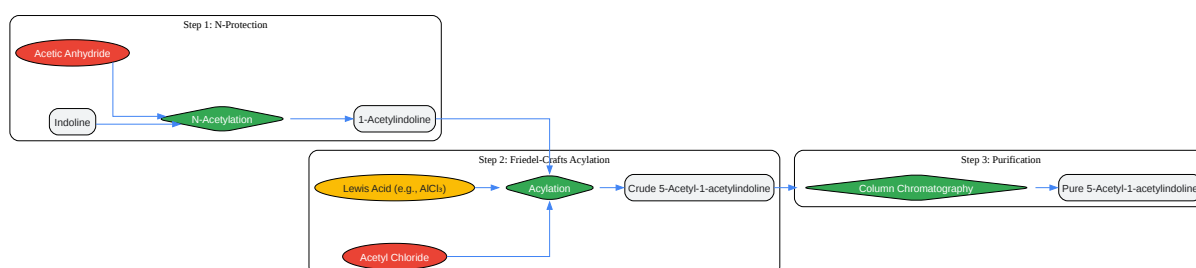 Step 1: N-Protection
Acetic Anhydride
Indoline
N-Acetylation
1-Acetylindoline
Step 2: Friedel-Crafts Acylation
Lewis Acid (e.g., AlCl₃)
Acylation
Crude 5-Acetyl-1-acetylindoline
Acetyl Chloride
Step 3: Purification
Column Chromatography
Pure 5-Acetyl-1-acetylindoline